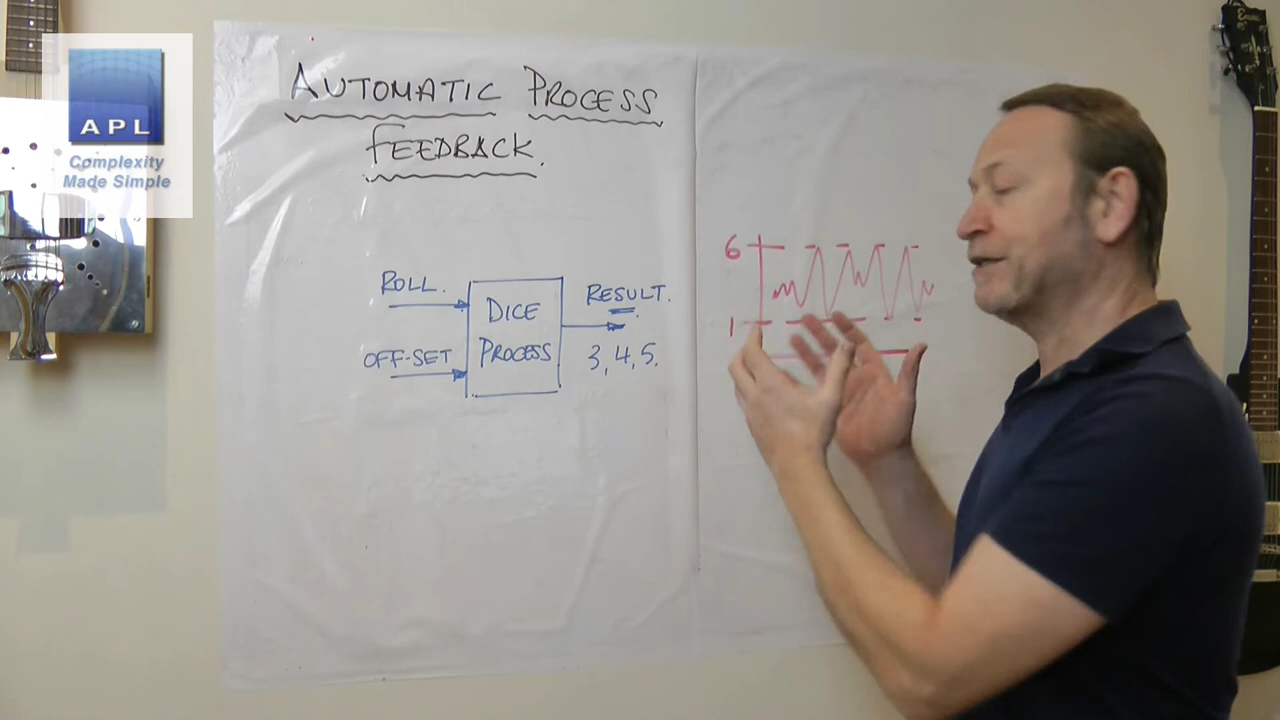 APL
Complexity
Made Simple
AUTOMATIC PROCESS
FEEDBACK.
ROLL.
OFF-SET
DICE
PROCESS
RESULT.
3, 4, 5.
6
1